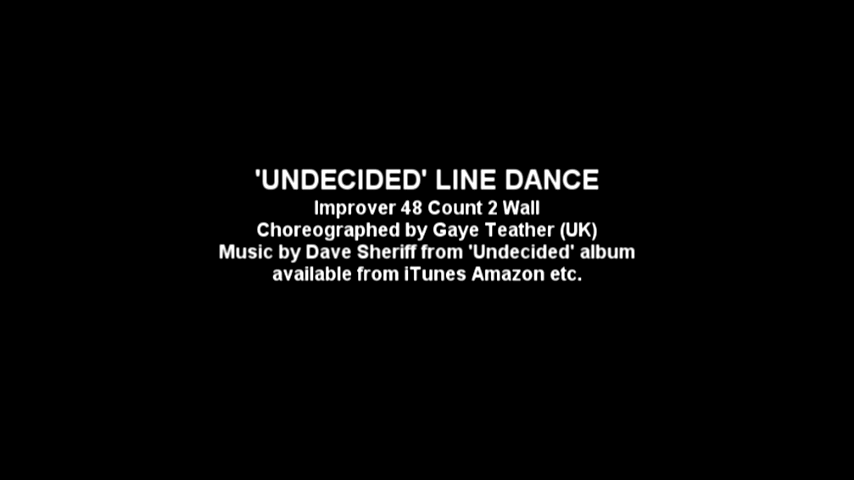 'UNDECIDED' LINE DANCE
Improver 48 Count 2 Wall
Choreographed by Gaye Teather (UK)
Music by Dave Sheriff from 'Undecided' album
available from iTunes Amazon etc.